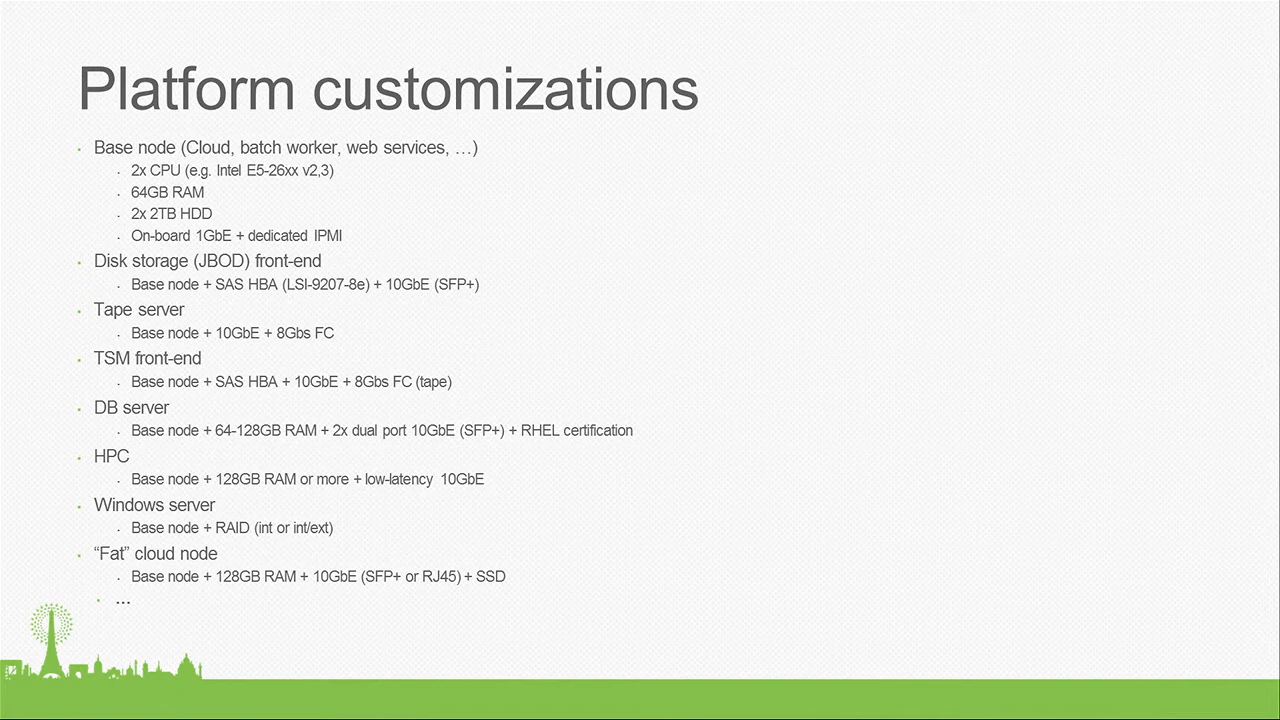 Platform customizations
Base node (Cloud, batch worker, web services, …)
2x CPU (e.g. Intel E5-26xx v2,3)
64GB RAM
2x 2TB HDD
On-board 1GbE + dedicated IPMI
Disk storage (JBOD) front-end
Base node + SAS HBA (LSI-9207-8e) + 10GbE (SFP+)
Tape server
Base node + 10GbE + 8Gbs FC
TSM front-end
Base node + SAS HBA + 10GbE + 8Gbs FC (tape)
DB server
Base node + 64-128GB RAM + 2x dual port 10GbE (SFP+) + RHEL certification
HPC
Base node + 128GB RAM or more + low-latency 10GbE
Windows server
Base node + RAID (int or int/ext)
“Fat” cloud node
Base node + 128GB RAM + 10GbE (SFP+ or RJ45) + SSD
…